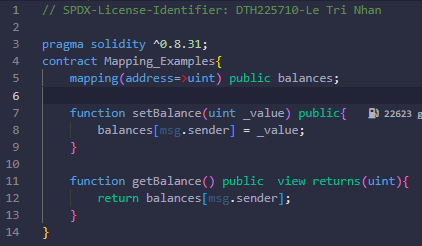 1 // SPDX-License-Identifier: DTH225710-Le Tri Nhan
2
3 pragma solidity ^0.8.31;
4 contract Mapping_Examples{
5 mapping(address=>uint) public balances;
6
7 function setBalance(uint _value) public{ 22623 g
8 balances[msg.sender] = _value;
9 }
10
11 function getBalance() public  view returns(uint){
12 return balances[msg.sender];
13 }
14 }